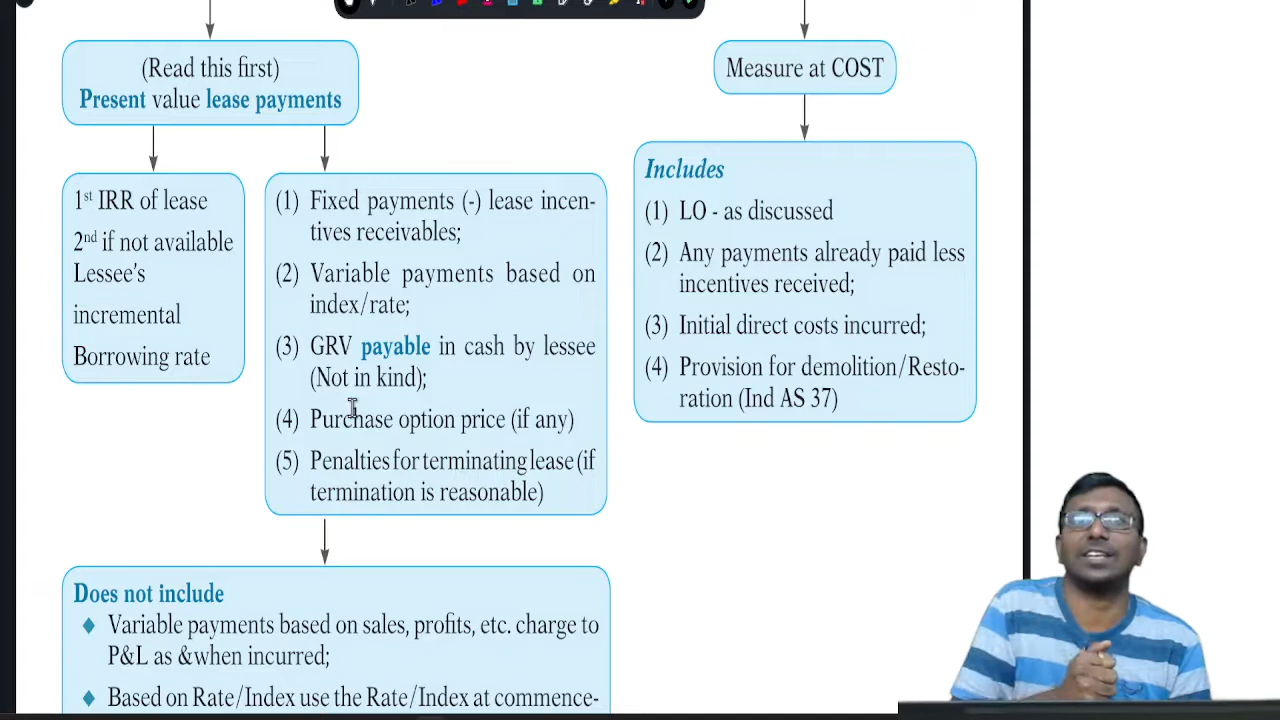 (Read this first)
Present value lease payments
1st IRR of lease
2nd if not available
Lessee's
incremental
Borrowing rate
(1) Fixed payments (-) lease incen-
tives receivables;
(2) Variable payments based on
index/rate;
(3) GRV payable in cash by lessee
(Not in kind);
(4) Purchase option price (if any)
(5) Penalties for terminating lease (if
termination is reasonable)
Does not include
♦ Variable payments based on sales, profits, etc. charge to
P&L as &when incurred;
♦ Based on Rate/Index use the Rate/Index at commence-
Measure at COST
Includes
(1) LO - as discussed
(2) Any payments already paid less
incentives received;
(3) Initial direct costs incurred;
(4) Provision for demolition/Resto-
ration (Ind AS 37)